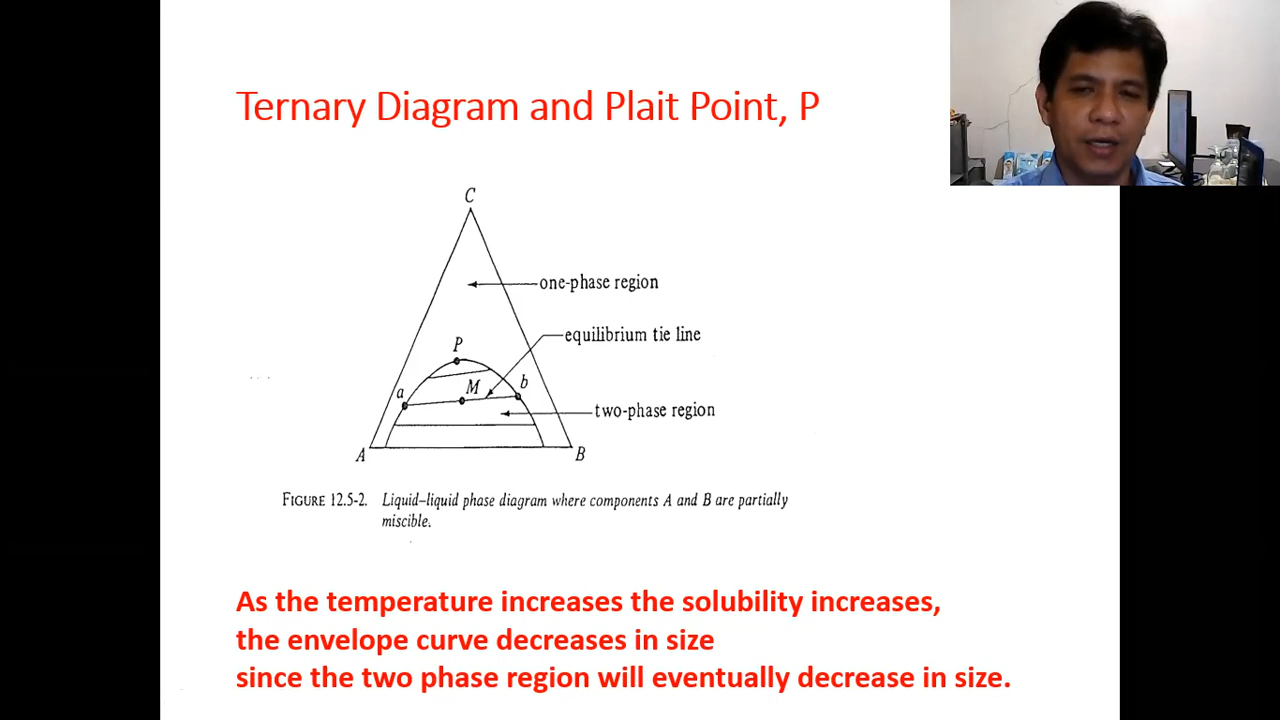 Ternary Diagram and Plait Point, P
C
one-phase region
equilibrium tie line
P
M
b
a
two-phase region
A
B
FIGURE 12.5-2. Liquid–liquid phase diagram where components A and B are partially
miscible.
As the temperature increases the solubility increases,
the envelope curve decreases in size
since the two phase region will eventually decrease in size.